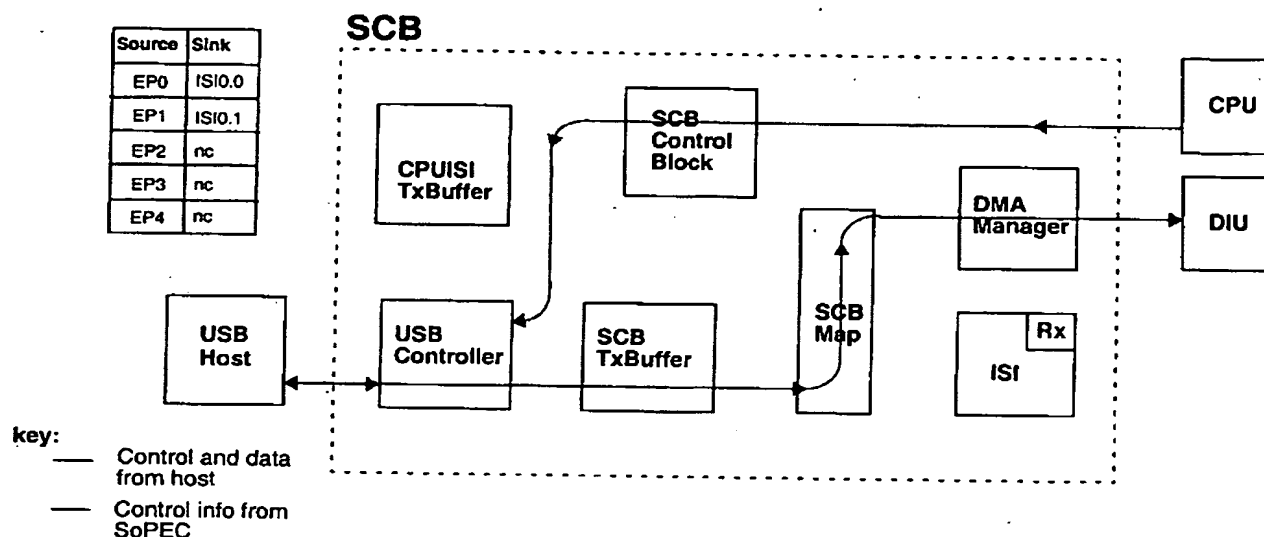 SCB
Source Sink
EP0 ISI0.0
EP1 ISI0.1
EP2 nc
EP3 nc
EP4 nc
CPUISI
TxBuffer
SCB
Control
Block
CPU
DMA
Manager
DIU
USB
Host
USB
Controller
SCB
TxBuffer
SCB
Map
Rx
ISI
key:
Control and data
from host
Control info from
SoPEC